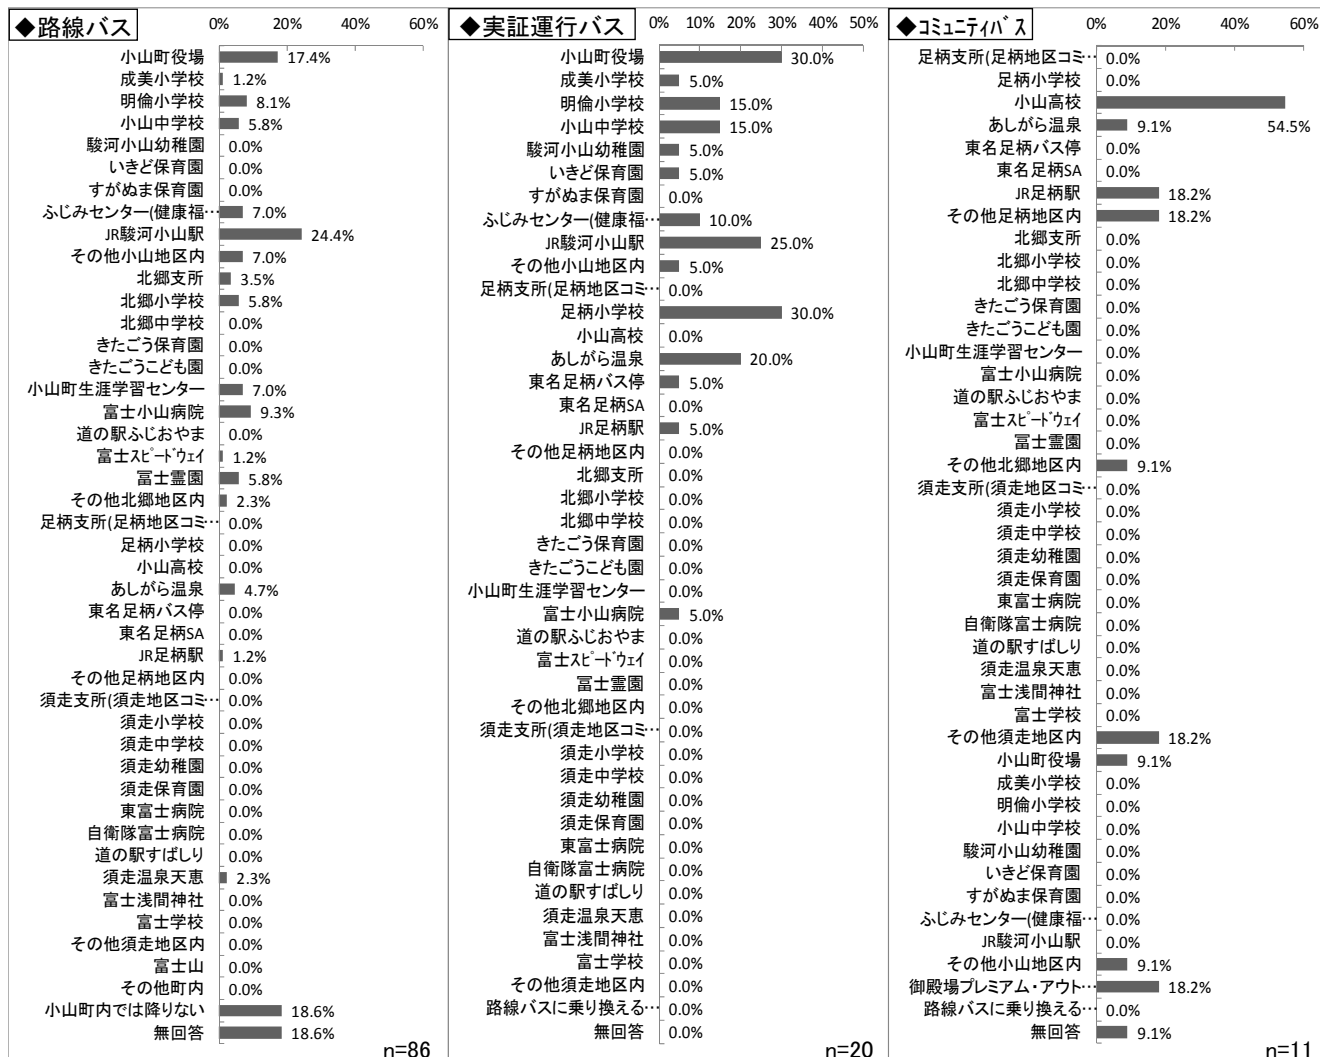 ◆路線バス
0% 20% 40% 60%
小山町役場 17.4%
成美小学校 1.2%
明倫小学校 8.1%
小山中学校 5.8%
駿河小山幼稚園 0.0%
いきど保育園 0.0%
すがぬま保育園 0.0%
ふじみセンター(健康福… 7.0%
JR駿河小山駅 24.4%
その他小山地区内 7.0%
北郷支所 3.5%
北郷小学校 5.8%
北郷中学校 0.0%
きたごう保育園 0.0%
きたごうこども園 0.0%
小山町生涯学習センター 7.0%
富士小山病院 9.3%
道の駅ふじおやま 0.0%
富士ｽﾋﾟｰﾄﾞｳェイ 1.2%
冨士霊園 5.8%
その他北郷地区内 2.3%
足柄支所(足柄地区コミ… 0.0%
足柄小学校 0.0%
小山高校 0.0%
あしがら温泉 4.7%
東名足柄バス停 0.0%
東名足柄SA 0.0%
JR足柄駅 1.2%
その他足柄地区内 0.0%
須走支所(須走地区コミ… 0.0%
須走小学校 0.0%
須走中学校 0.0%
須走幼稚園 0.0%
須走保育園 0.0%
東富士病院 0.0%
自衛隊富士病院 0.0%
道の駅すばしり 0.0%
須走温泉天恵 2.3%
富士浅間神社 0.0%
富士学校 0.0%
その他須走地区内 0.0%
富士山 0.0%
その他町内 0.0%
小山町内では降りない 18.6%
無回答 18.6%
n=86
◆実証運行バス
0% 10% 20% 30% 40% 50%
小山町役場 30.0%
成美小学校 5.0%
明倫小学校 15.0%
小山中学校 15.0%
駿河小山幼稚園 5.0%
いきど保育園 5.0%
すがぬま保育園 0.0%
ふじみセンター(健康福… 10.0%
JR駿河小山駅 25.0%
その他小山地区内 5.0%
足柄支所(足柄地区コミ… 0.0%
足柄小学校 30.0%
小山高校 0.0%
あしがら温泉 20.0%
東名足柄バス停 5.0%
東名足柄SA 0.0%
JR足柄駅 5.0%
その他足柄地区内 0.0%
北郷支所 0.0%
北郷小学校 0.0%
北郷中学校 0.0%
きたごう保育園 0.0%
きたごうこども園 0.0%
小山町生涯学習センター 0.0%
富士小山病院 5.0%
道の駅ふじおやま 0.0%
富士ｽﾋﾟｰﾄﾞｳェイ 0.0%
冨士霊園 0.0%
その他北郷地区内 0.0%
須走支所(須走地区コミ… 0.0%
須走小学校 0.0%
須走中学校 0.0%
須走幼稚園 0.0%
須走保育園 0.0%
東富士病院 0.0%
自衛隊富士病院 0.0%
道の駅すばしり 0.0%
須走温泉天恵 0.0%
富士浅間神社 0.0%
富士学校 0.0%
その他須走地区内 0.0%
路線バスに乗り換える… 0.0%
無回答 0.0%
n=20
◆ｺﾐｭﾆﾃｨﾊﾞｽ
0% 20% 40% 60%
足柄支所(足柄地区コミ… 0.0%
足柄小学校 0.0%
小山高校 54.5%
あしがら温泉 9.1%
東名足柄バス停 0.0%
東名足柄SA 0.0%
JR足柄駅 18.2%
その他足柄地区内 18.2%
北郷支所 0.0%
北郷小学校 0.0%
北郷中学校 0.0%
きたごう保育園 0.0%
きたごうこども園 0.0%
小山町生涯学習センター 0.0%
富士小山病院 0.0%
道の駅ふじおやま 0.0%
富士ｽﾋﾟｰﾄﾞｳェイ 0.0%
冨士霊園 0.0%
その他北郷地区内 9.1%
須走支所(須走地区コミ… 0.0%
須走小学校 0.0%
須走中学校 0.0%
須走幼稚園 0.0%
須走保育園 0.0%
東富士病院 0.0%
自衛隊富士病院 0.0%
道の駅すばしり 0.0%
須走温泉天恵 0.0%
富士浅間神社 0.0%
富士学校 0.0%
その他須走地区内 18.2%
小山町役場 9.1%
成美小学校 0.0%
明倫小学校 0.0%
小山中学校 0.0%
駿河小山幼稚園 0.0%
いきど保育園 0.0%
すがぬま保育園 0.0%
ふじみセンター(健康福… 0.0%
JR駿河小山駅 0.0%
その他小山地区内 9.1%
御殿場プレミアム・アウト… 18.2%
路線バスに乗り換える… 0.0%
無回答 9.1%
n=11